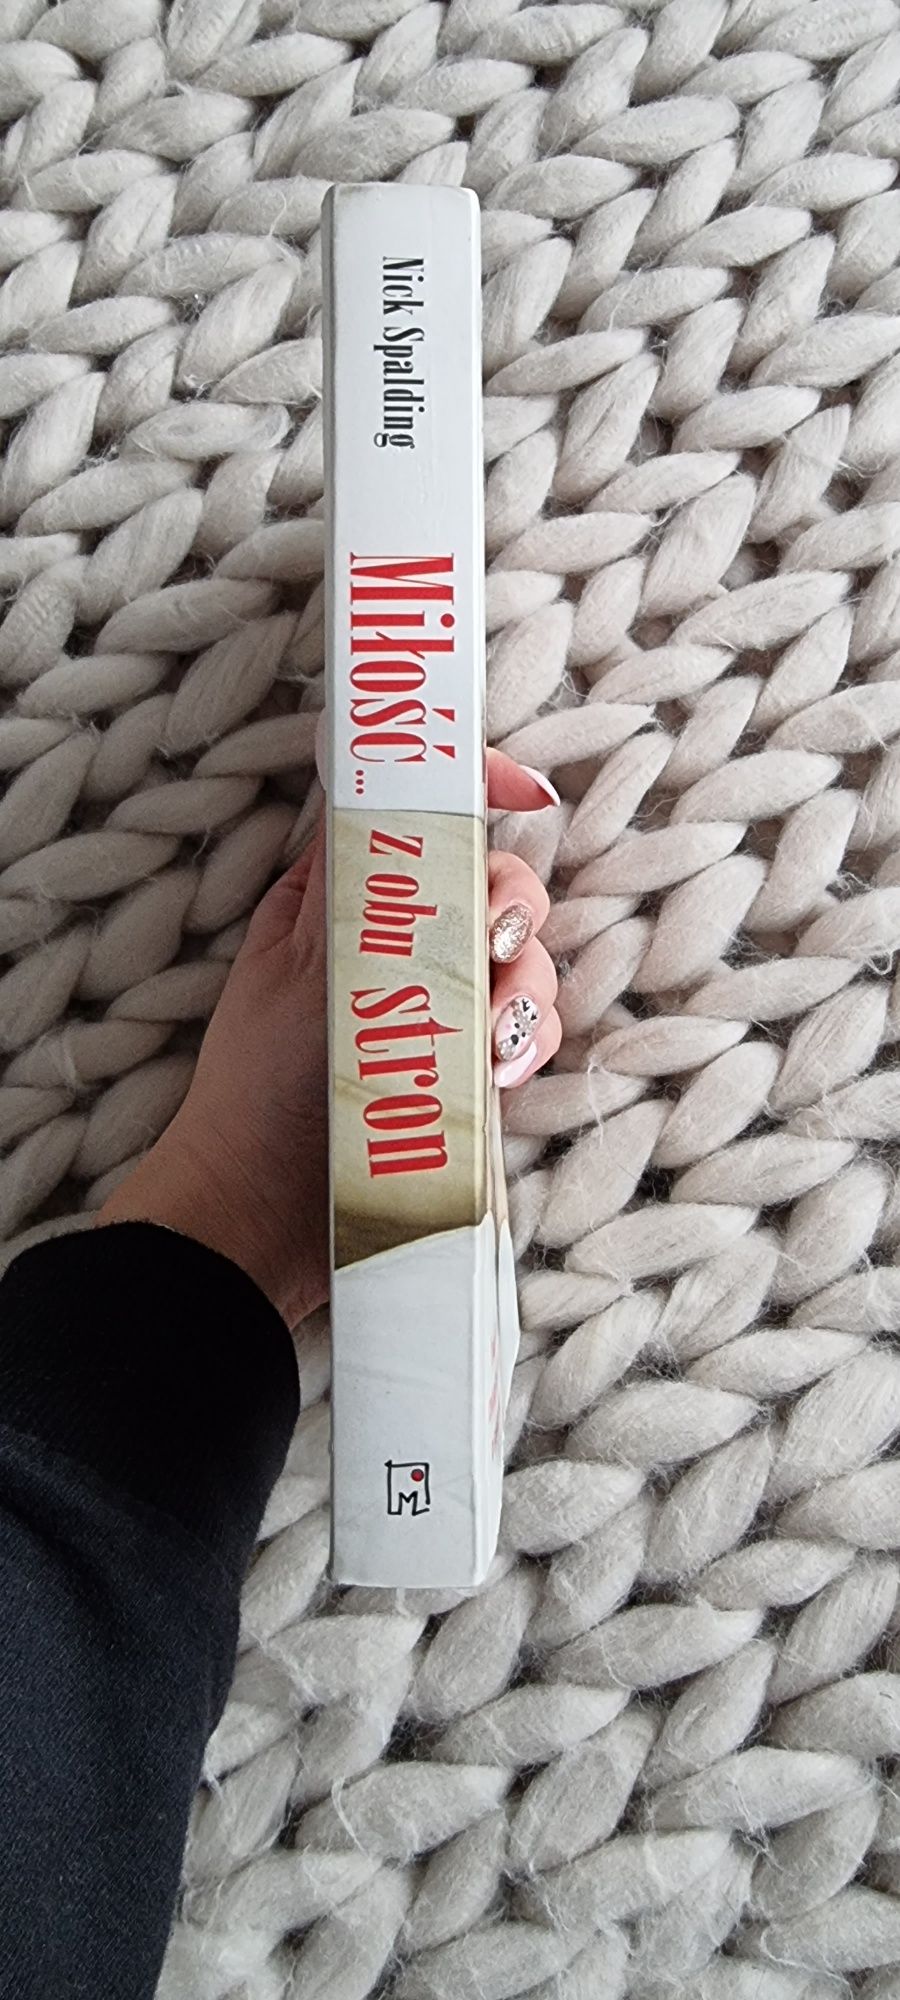 Nick Spalding
Miłość... z obu stron
M